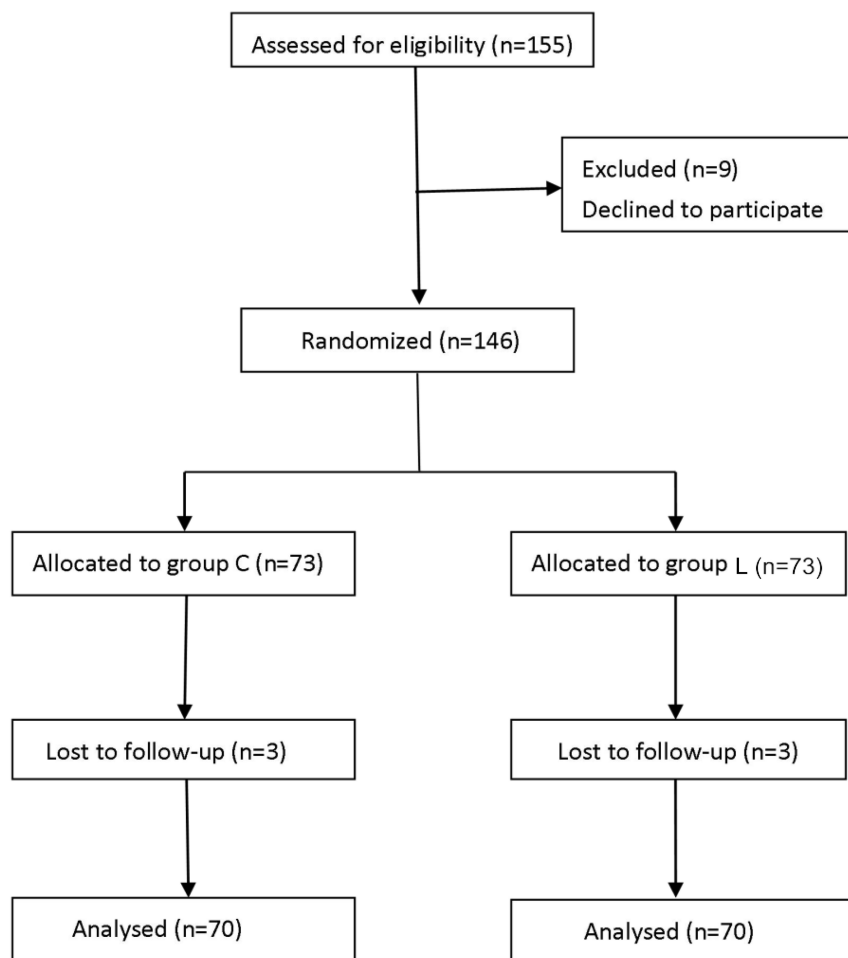 Assessed for eligibility (n=155)
Excluded (n=9)
Declined to participate
Randomized (n=146)
Allocated to group C (n=73)
Allocated to group L (n=73)
Lost to follow-up (n=3)
Lost to follow-up (n=3)
Analysed (n=70)
Analysed (n=70)